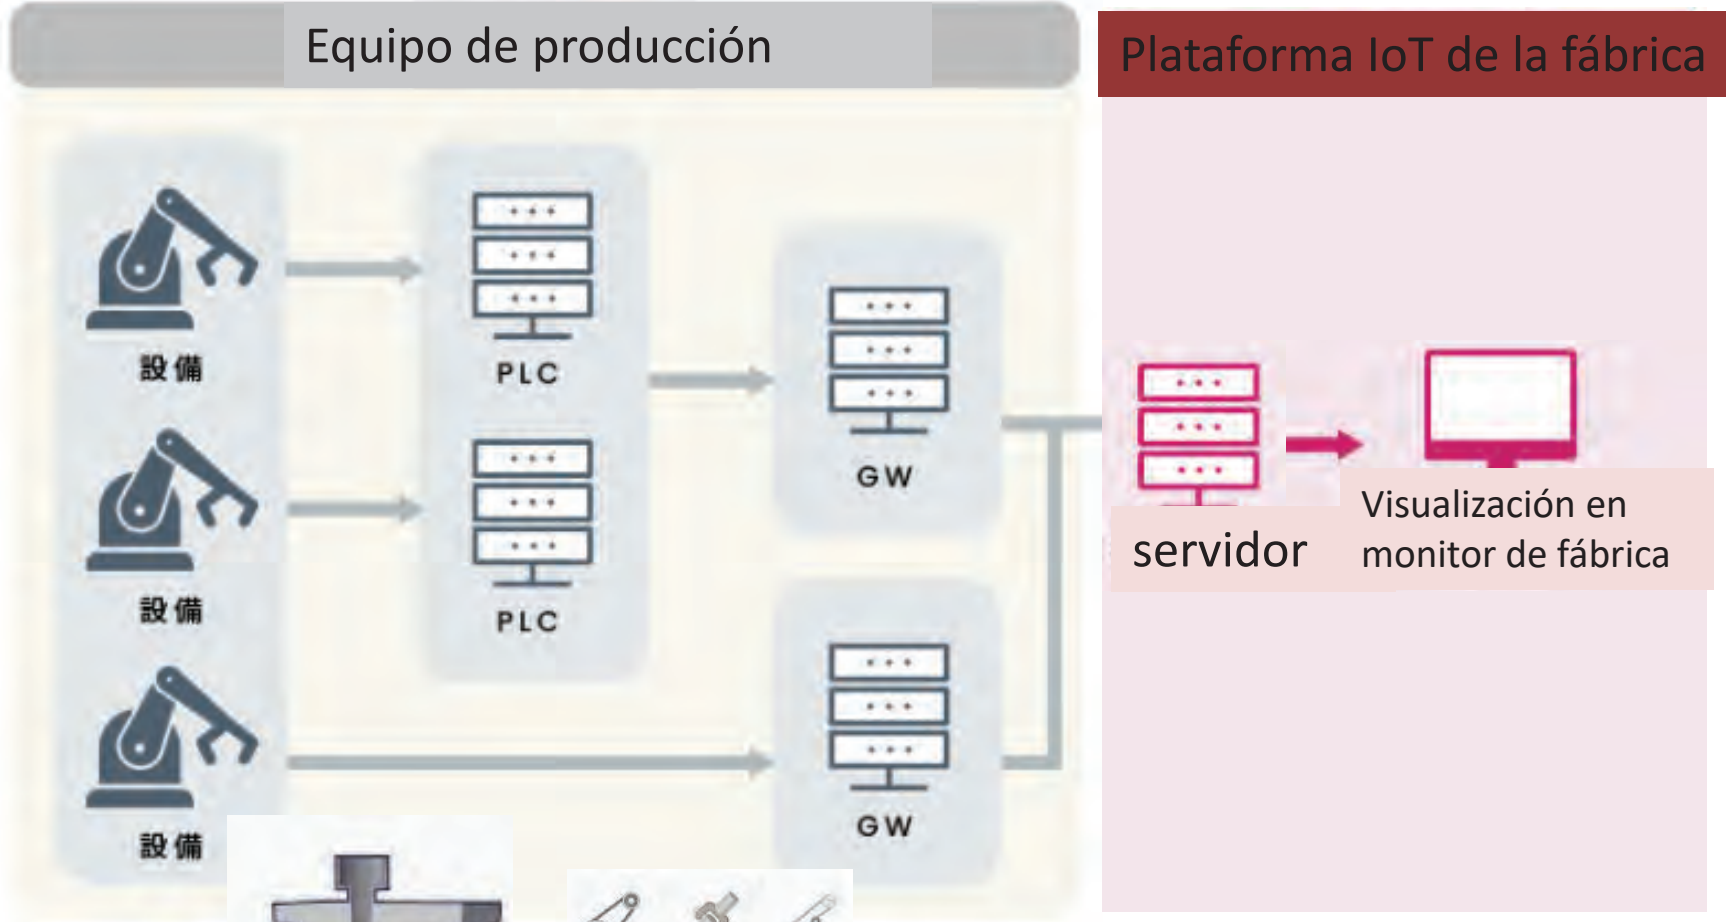 Equipo de producción
Plataforma IoT de la fábrica
設備
PLC
設備
PLC
設備
GW
GW
servidor
Visualización en
monitor de fábrica